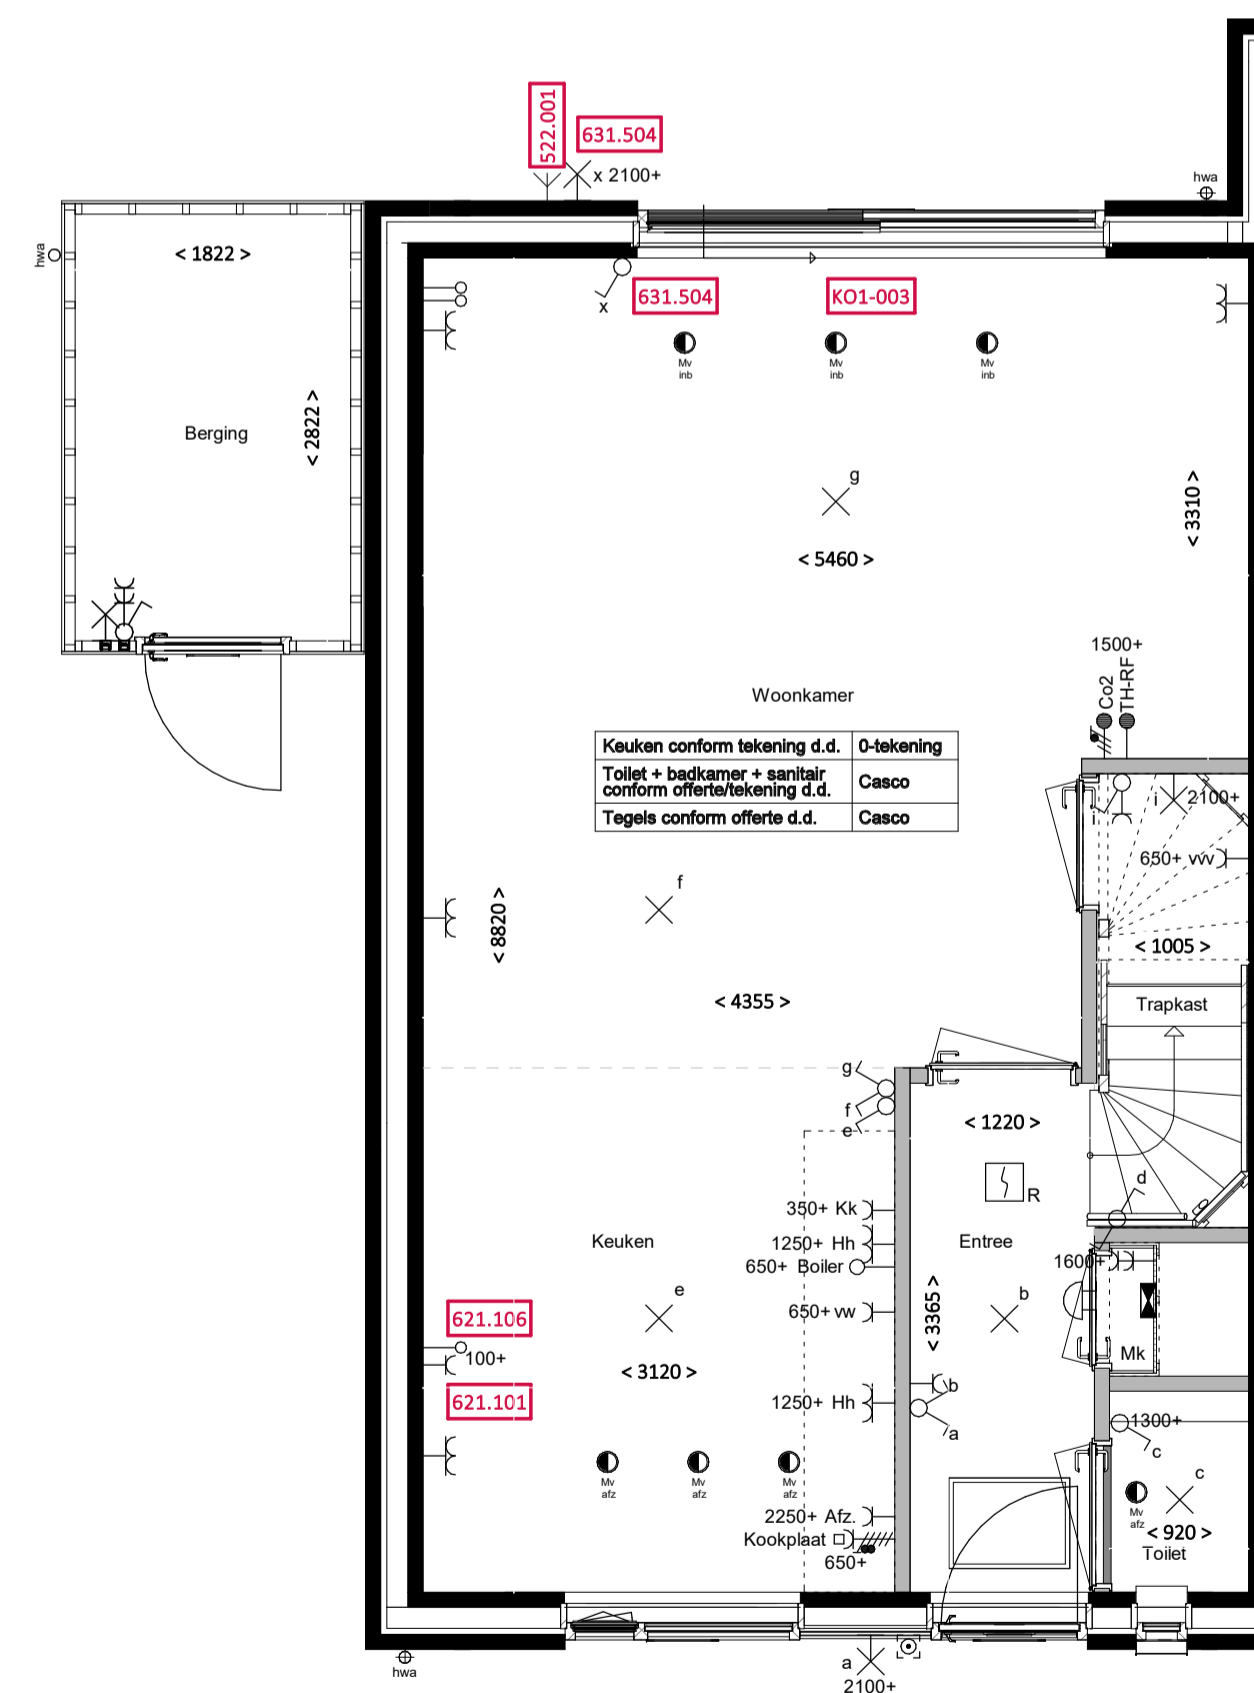 522.001
631.504
x 2100+
hwa
hwa
< 1822 >
x
631.504
KO1-003
Mv
inb
Mv
inb
Mv
inb
< 2822 >
Berging
g
< 5460 >
< 3310 >
1500+
Co2
TH-RF
Woonkamer
Keuken conform tekening d.d. 0-tekening
Toilet + badkamer + sanitair
conform offerte/tekening d.d. Casco
Tegels conform offerte d.d. Casco
i
i 2100+
650+ vvv
f
< 8820 >
< 1005 >
< 4355 >
Trapkast
g
f
e
< 1220 >
R
d
350+ Kk
1250+ Hh
650+ Boiler
Keuken
Entree
1600+
e
650+ vw
< 3365 >
b
621.106
100+
Mk
< 3120 >
621.101
1250+ Hh
b
a
1300+
c
c
Mv
afz
Mv
afz
Mv
afz
Mv
afz
2250+ Afz.
< 920 >
Kookplaat
650+
Toilet
hwa
a
2100+